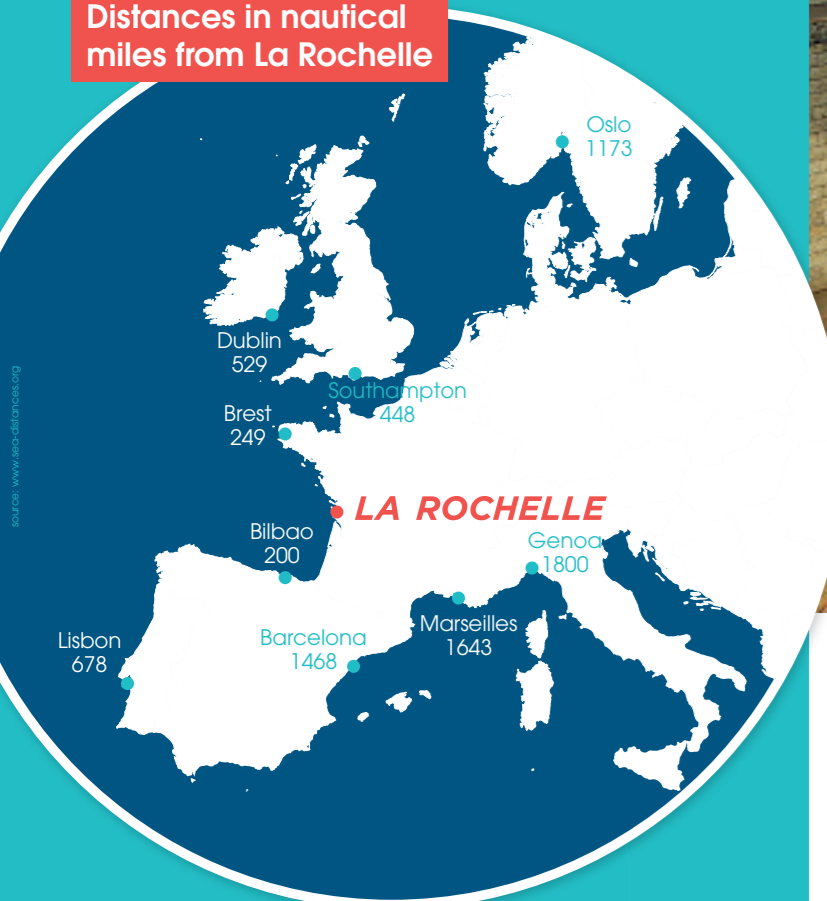 Distances in nautical
miles from La Rochelle
Oslo
1173
Dublin
529
Southampton
448
Brest
249
LA ROCHELLE
Bilbao
200
Genoa
1800
Marseilles
1643
Lisbon
678
Barcelona
1468
source: www.sea-distances.org